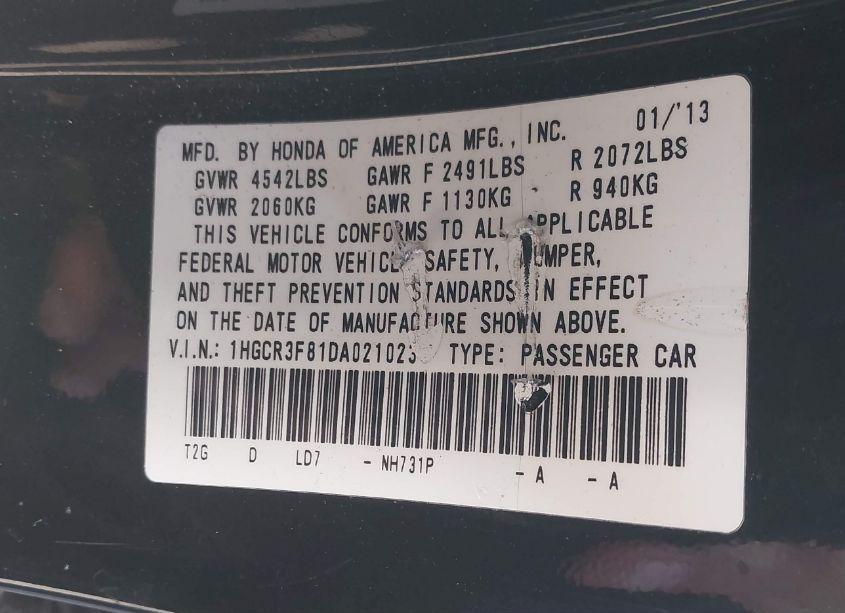 01/'13
MFD. BY HONDA OF AMERICA MFG., INC.
GVWR 4542LBS GAWR F 2491LBS R 2072LBS
GVWR 2060KG GAWR F 1130KG R 940KG
THIS VEHICLE CONFORMS TO ALL APPLICABLE
FEDERAL MOTOR VEHICLE SAFETY, BUMPER,
AND THEFT PREVENTION STANDARDS IN EFFECT
ON THE DATE OF MANUFACTURE SHOWN ABOVE.
V.I.N.: 1HGCR3F81DA021023 TYPE: PASSENGER CAR
T2G D LD7 - NH731P - A - A